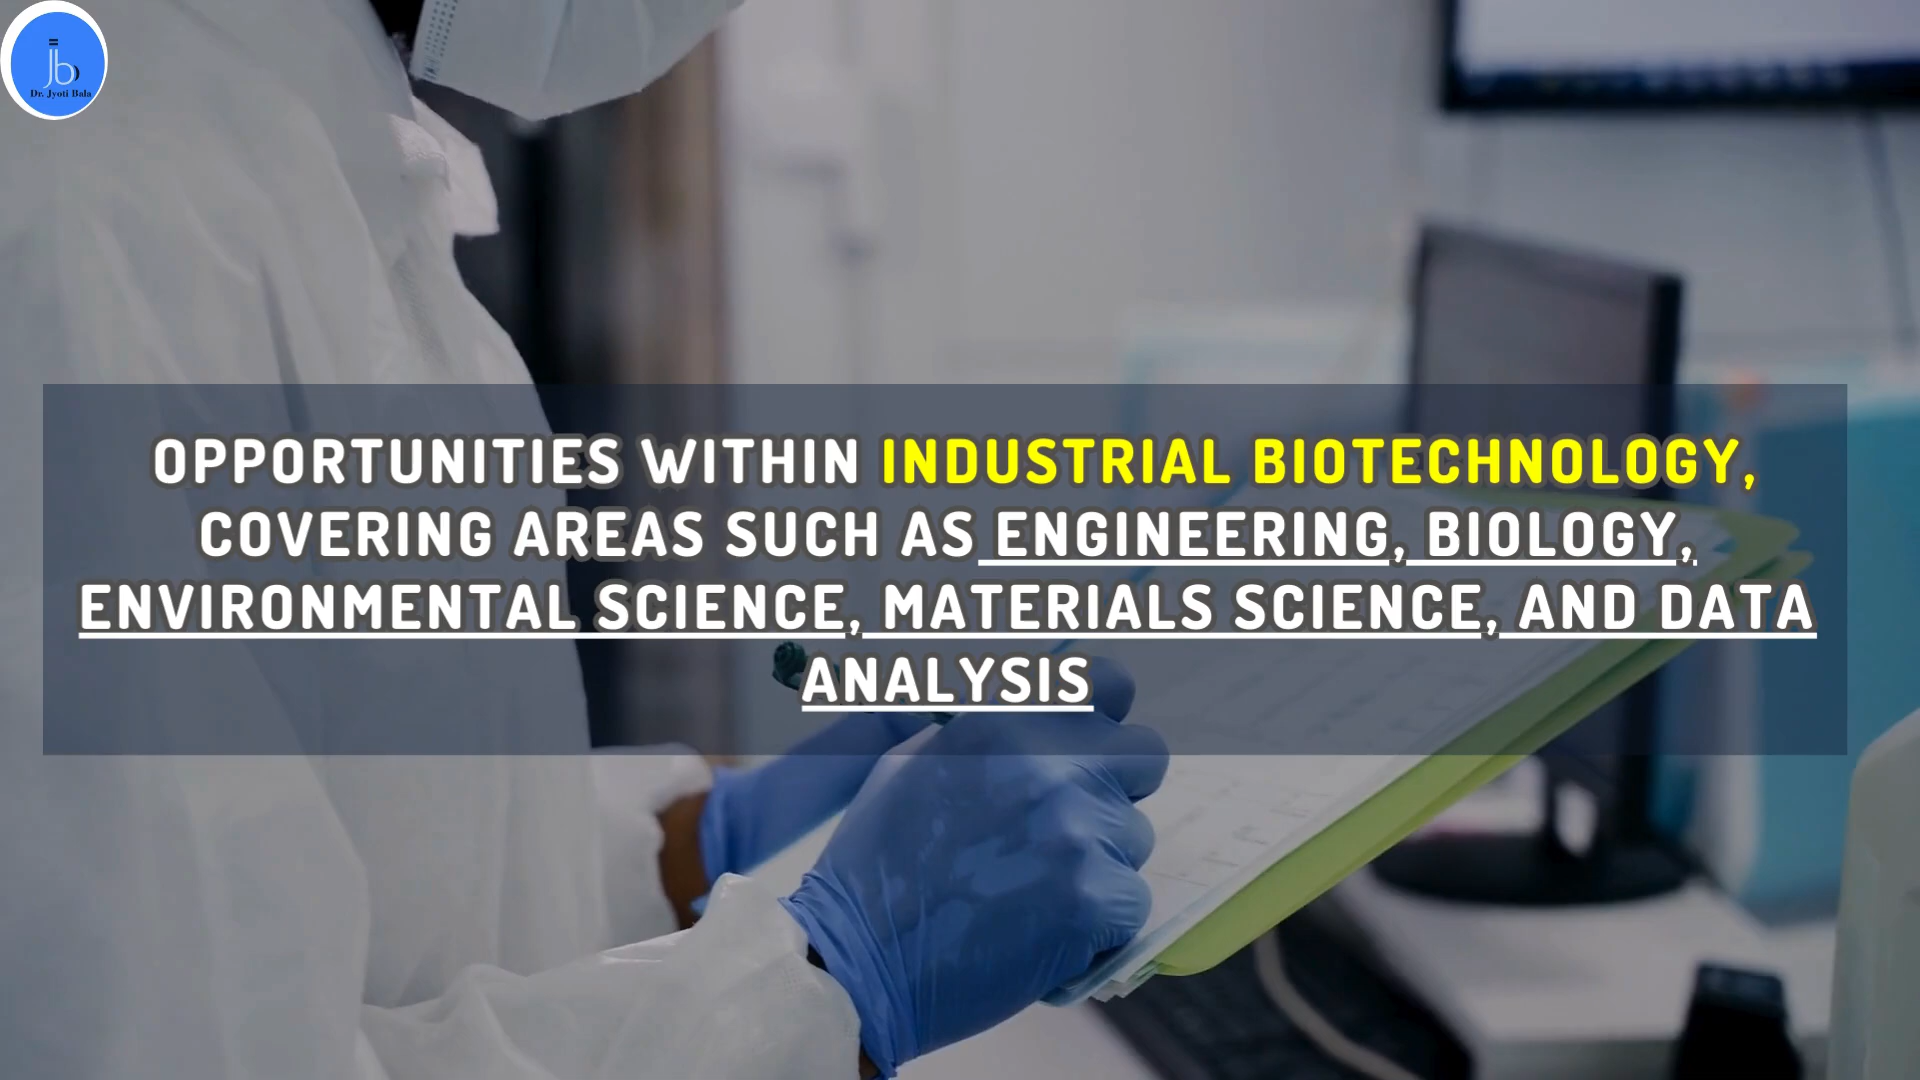 jb
Dr. Jyoti Bala
OPPORTUNITIES WITHIN INDUSTRIAL BIOTECHNOLOGY,
COVERING AREAS SUCH AS ENGINEERING, BIOLOGY,
ENVIRONMENTAL SCIENCE, MATERIALS SCIENCE, AND DATA
ANALYSIS